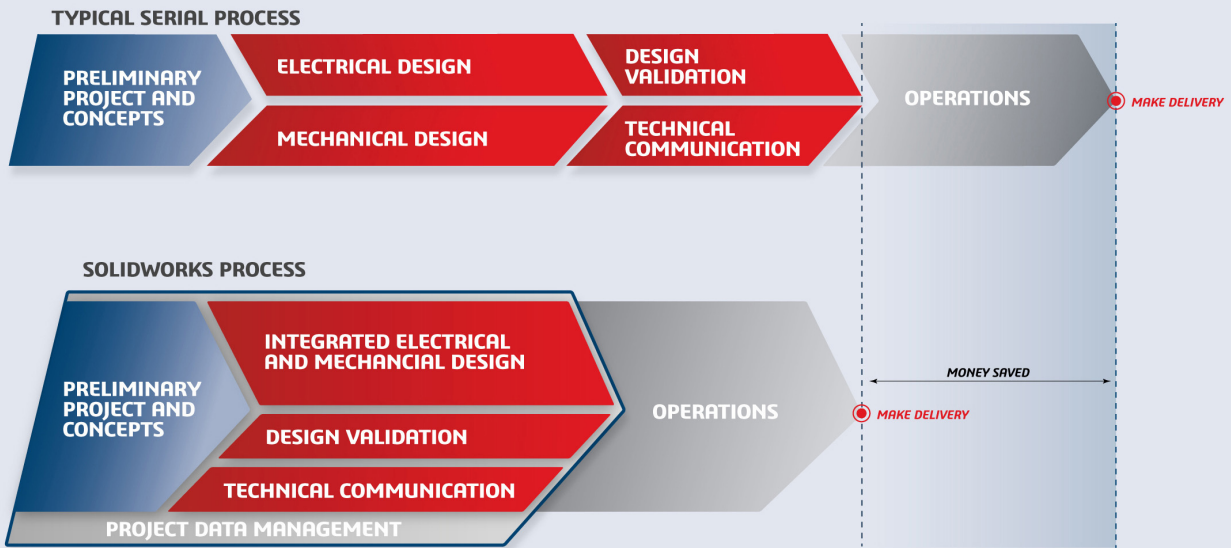 TYPICAL SERIAL PROCESS
PRELIMINARY
PROJECT AND
CONCEPTS
ELECTRICAL DESIGN
MECHANICAL DESIGN
DESIGN
VALIDATION
TECHNICAL
COMMUNICATION
OPERATIONS
MAKE DELIVERY
SOLIDWORKS PROCESS
PRELIMINARY
PROJECT AND
CONCEPTS
INTEGRATED ELECTRICAL
AND MECHANCIAL DESIGN
DESIGN VALIDATION
TECHNICAL COMMUNICATION
PROJECT DATA MANAGEMENT
OPERATIONS
MAKE DELIVERY
MONEY SAVED